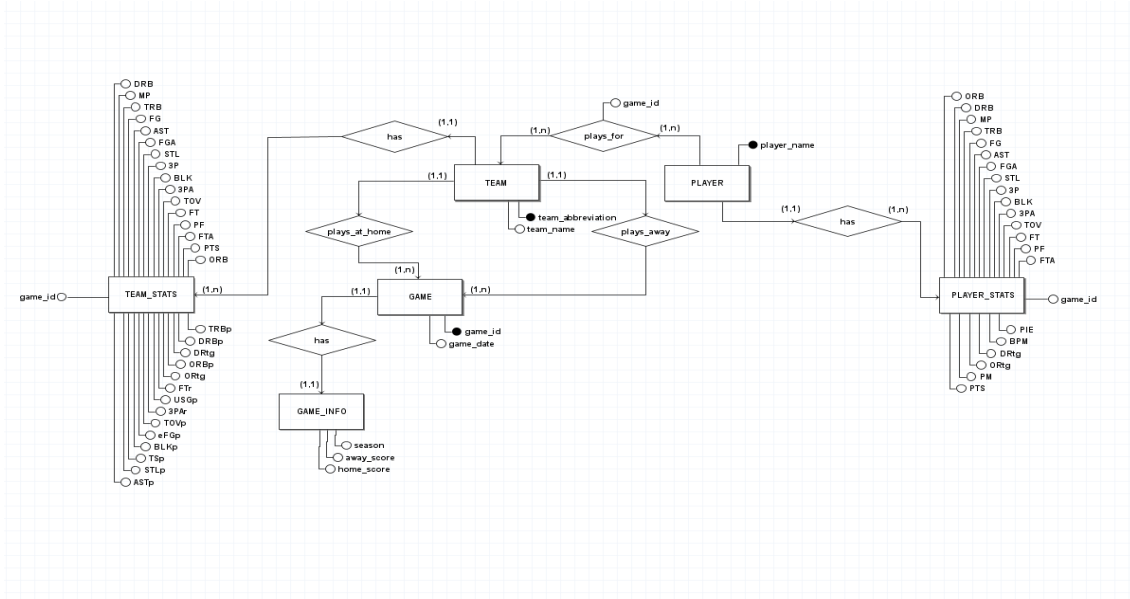 DRB
MP
TRB
FG
AST
FGA
STL
3P
BLK
3PA
TOV
FT
PF
FTA
PTS
ORB
game_id
TEAM_STATS
(1,n)
TRBp
DRBp
DRtg
ORBp
ORtg
FTr
USGp
3PAr
TOVp
eFGp
BLKp
TSp
STLp
ASTp
has
(1,1)
game_id
(1,n)
plays_for
(1,n)
TEAM
team_abbreviation
team_name
(1,1)
(1,1)
plays_at_home
plays_away
(1,n)
(1,n)
GAME
game_id
game_date
(1,1)
has
(1,1)
GAME_INFO
season
away_score
home_score
player_name
PLAYER
(1,1)
has
(1,n)
ORB
DRB
MP
TRB
FG
AST
FGA
STL
3P
BLK
3PA
TOV
FT
PF
FTA
PLAYER_STATS
game_id
PIE
BPM
DRtg
ORtg
PM
PTS